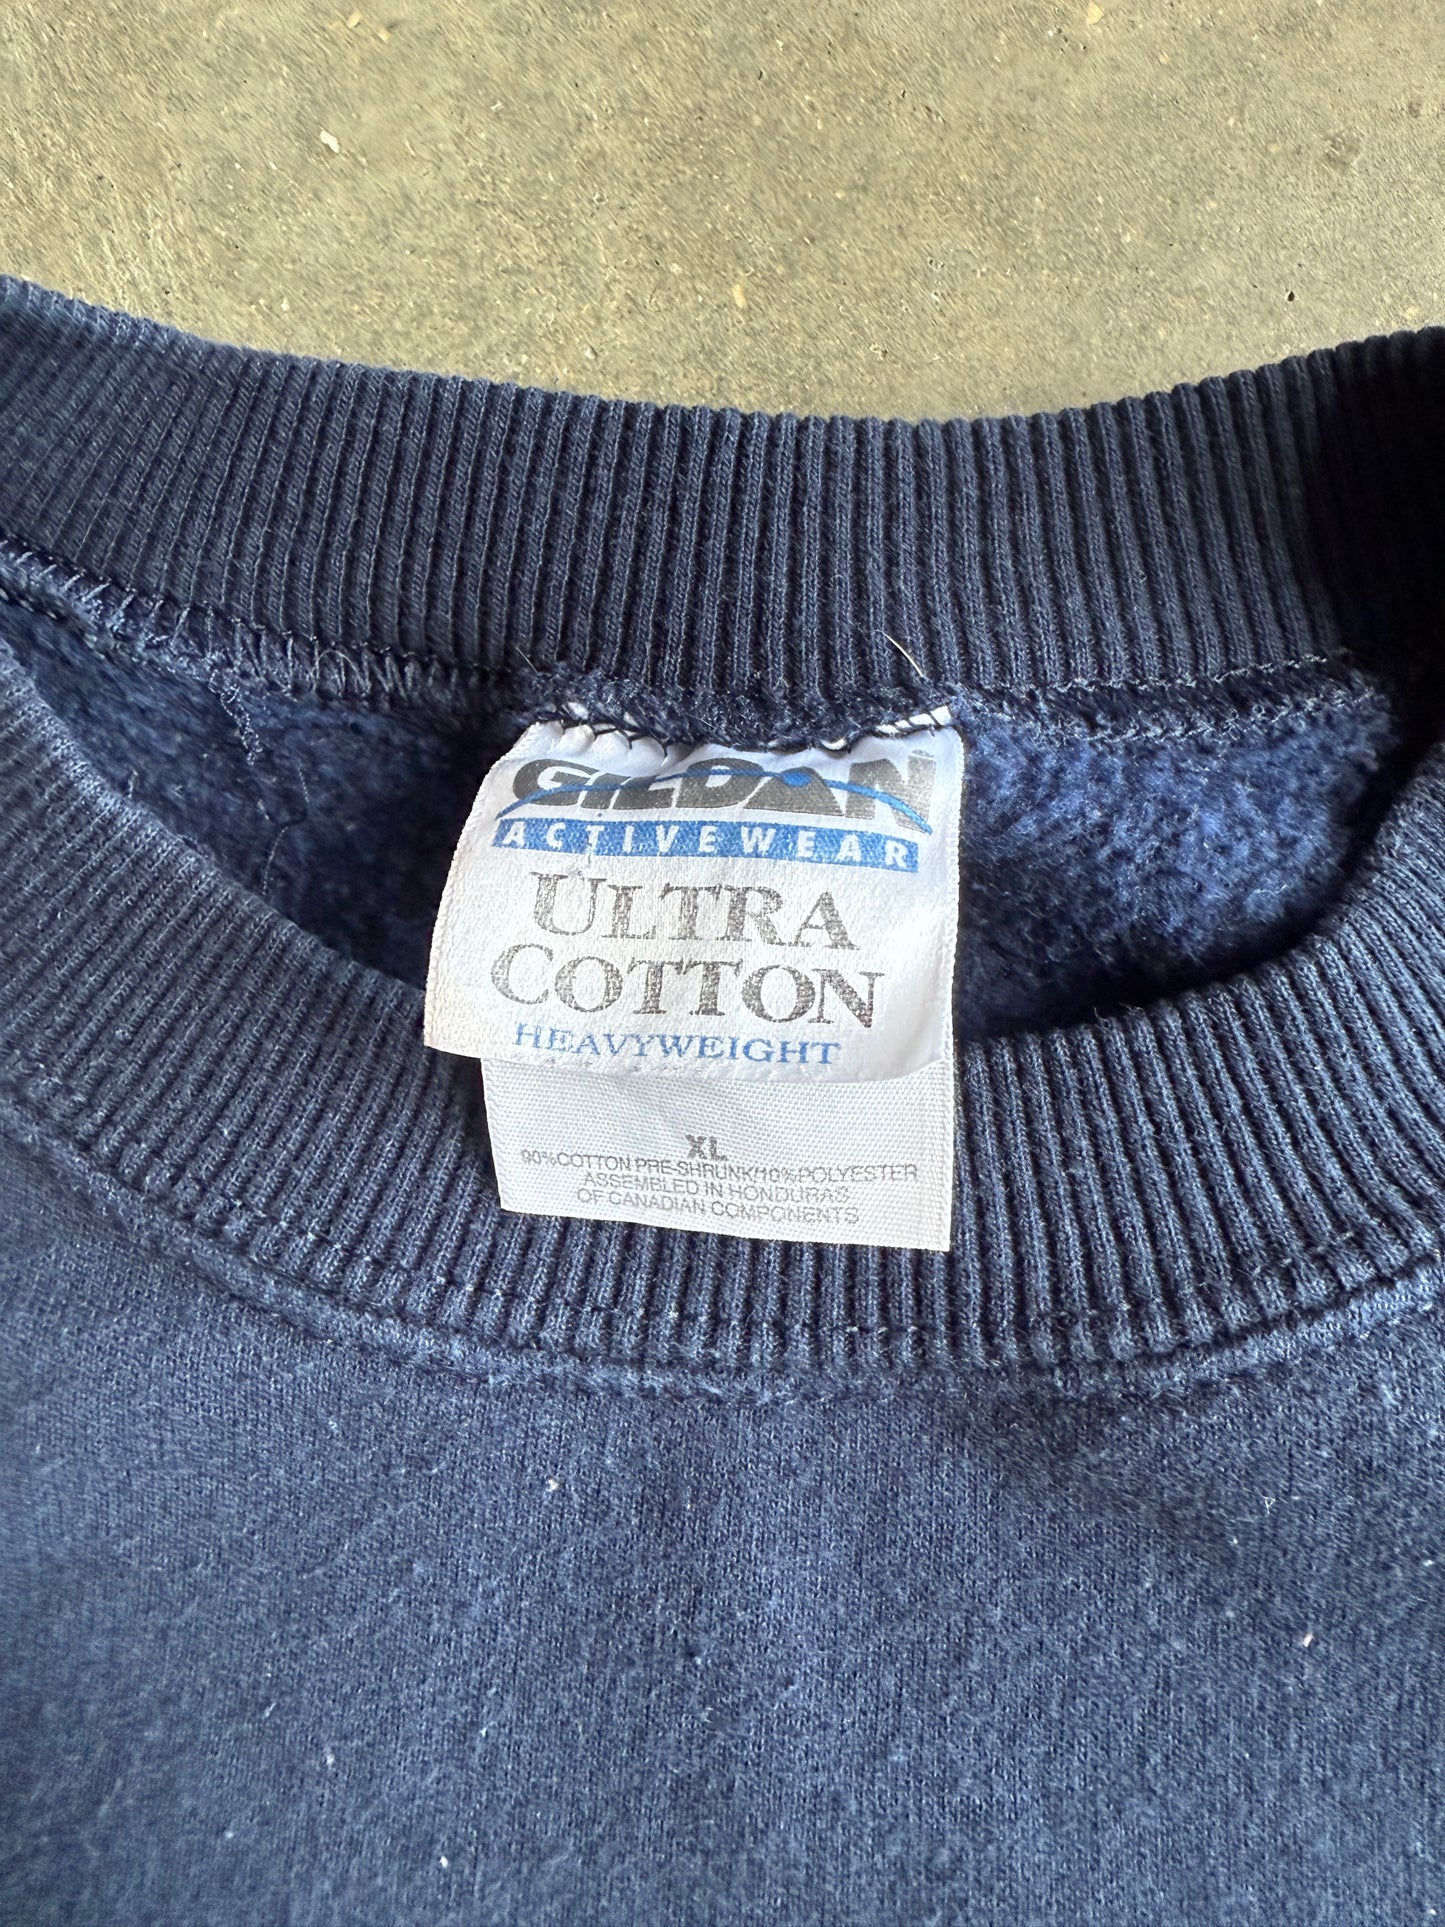 GILDAN
ACTIVEWEAR
ULTRA
COTTON
HEAVYWEIGHT
XL
90%COTTON PRE-SHRUNK/10%POLYESTER
ASSEMBLED IN HONDURAS
OF CANADIAN COMPONENTS